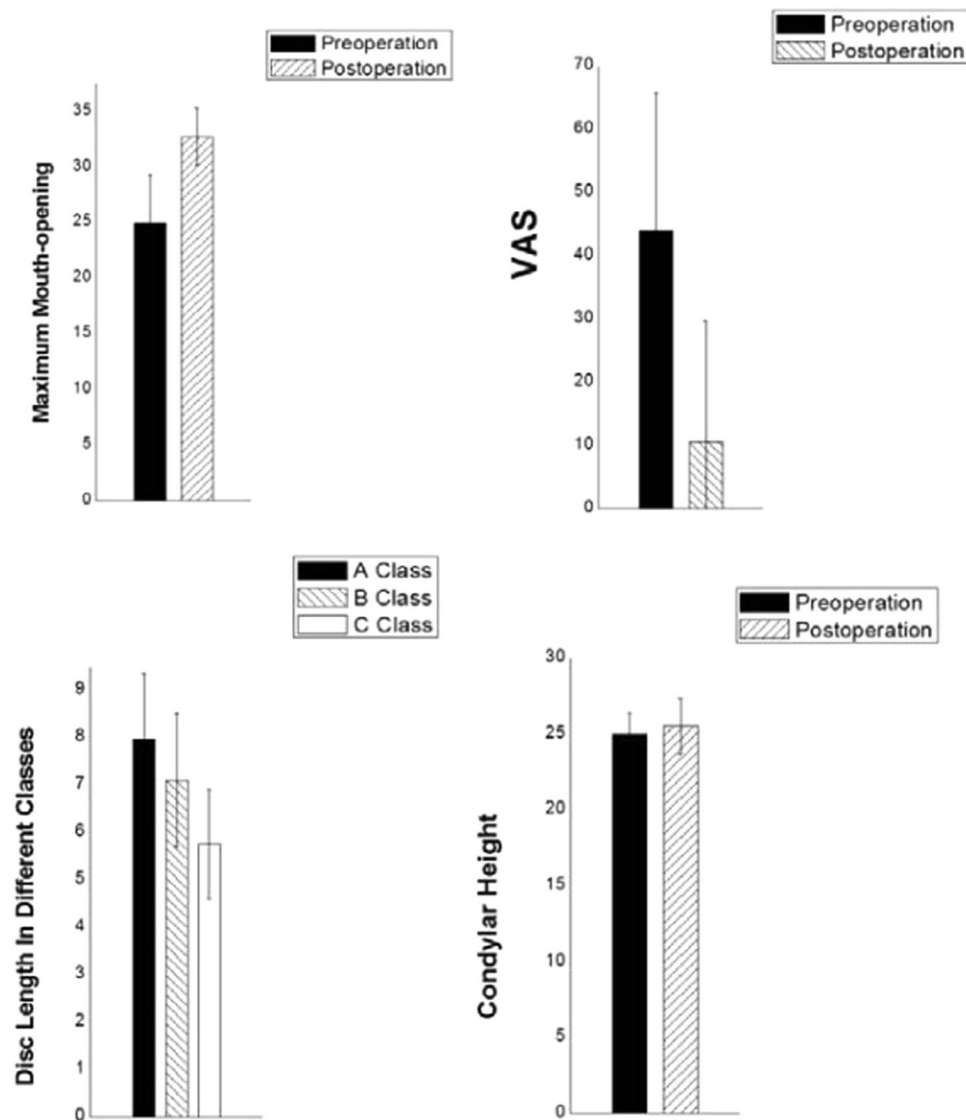 Preoperation
Postoperation
35
30
25
20
15
10
5
0
Maximum Mouth-opening
Preoperation
Postoperation
70
60
50
40
30
20
10
0
VAS
A Class
B Class
C Class
9
8
7
6
5
4
3
2
1
0
Disc Length In Different Classes
Preoperation
Postoperation
30
25
20
15
10
5
0
Condylar Height